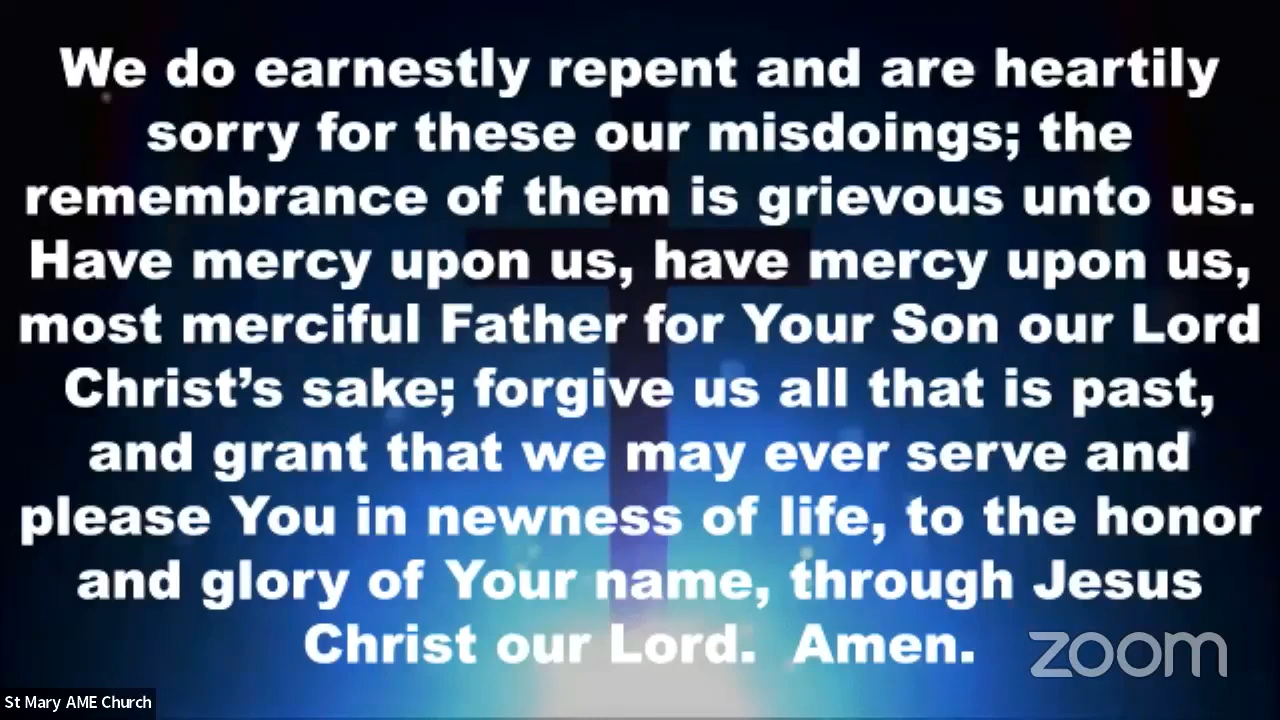 We do earnestly repent and are heartily
sorry for these our misdoings; the
remembrance of them is grievous unto us.
Have mercy upon us, have mercy upon us,
most merciful Father for Your Son our Lord
Christ’s sake; forgive us all that is past,
and grant that we may ever serve and
please You in newness of life, to the honor
and glory of Your name, through Jesus
Christ our Lord.  Amen.
zoom
St Mary AME Church